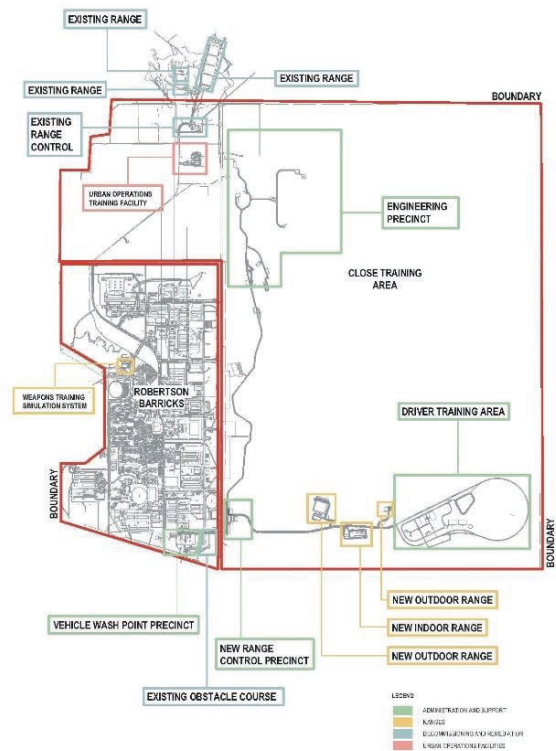 EXISTING RANGE
EXISTING RANGE
EXISTING RANGE
BOUNDARY
EXISTING
RANGE
CONTROL
URBAN OPERATIONS
TRAINING FACILITY
ENGINEERING
PRECINCT
CLOSE TRAINING
AREA
WEAPONS TRAINING
SIMULATION SYSTEM
ROBERTSON
BARRICKS
DRIVER TRAINING AREA
BOUNDARY
BOUNDARY
NEW OUTDOOR RANGE
NEW INDOOR RANGE
NEW OUTDOOR RANGE
VEHICLE WASH POINT PRECINCT
NEW RANGE
CONTROL PRECINCT
EXISTING OBSTACLE COURSE
LEGEND
ADMINISTRATION AND SUPPORT
RANGES
DECOMMISSIONING AND REMEDIATION
URBAN OPERATIONS FACILITIES